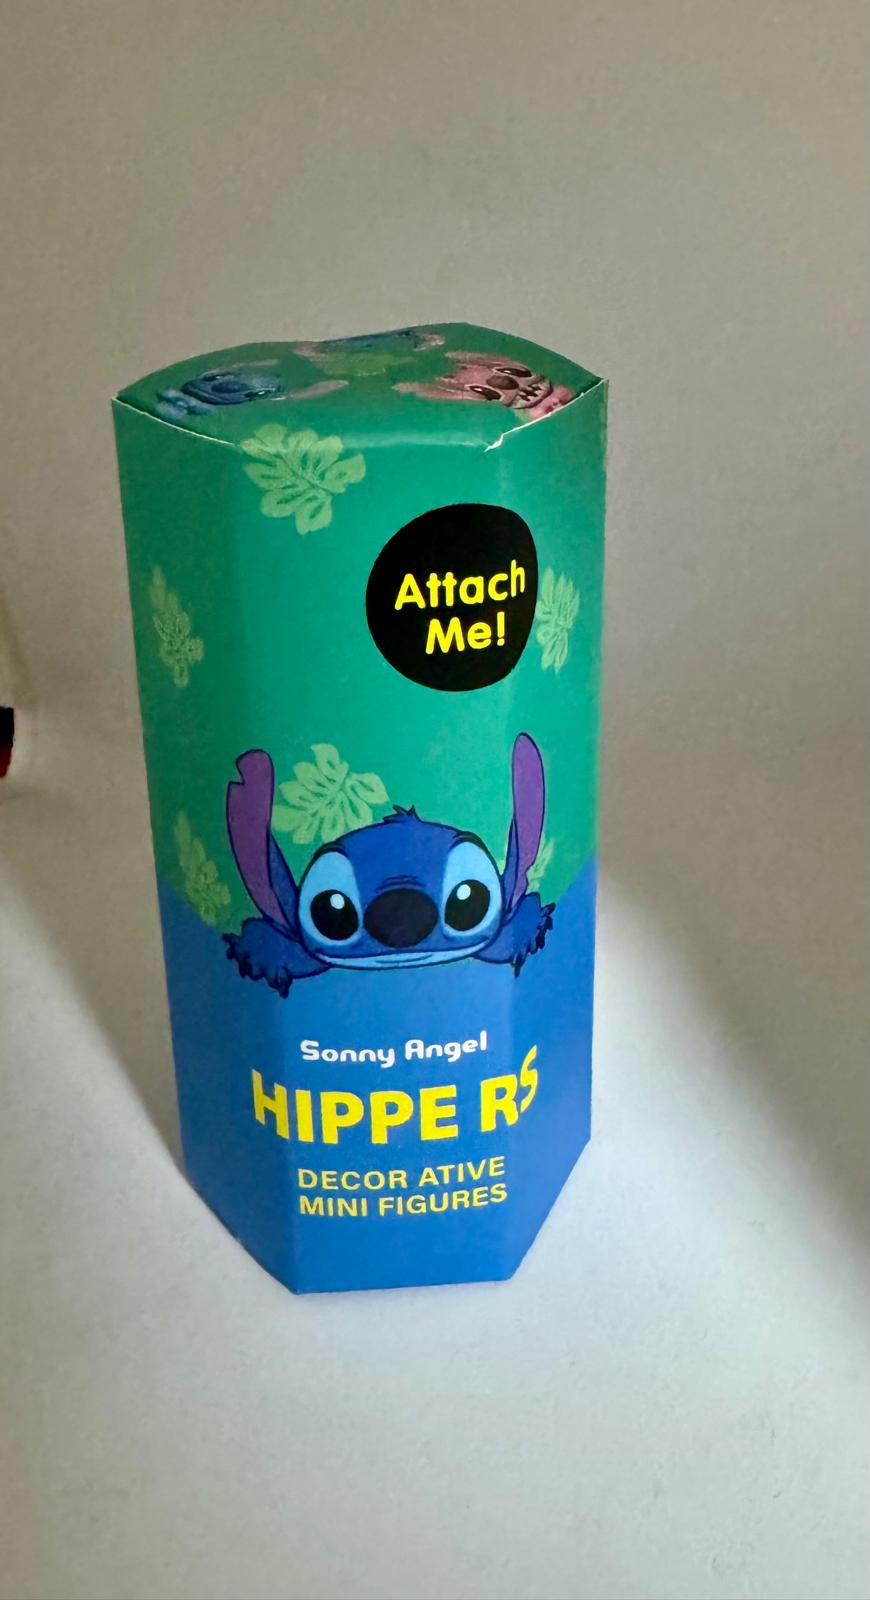 Attach
Me!
Sonny Angel
HIPPE RS
DECOR ATIVE
MINI FIGURES